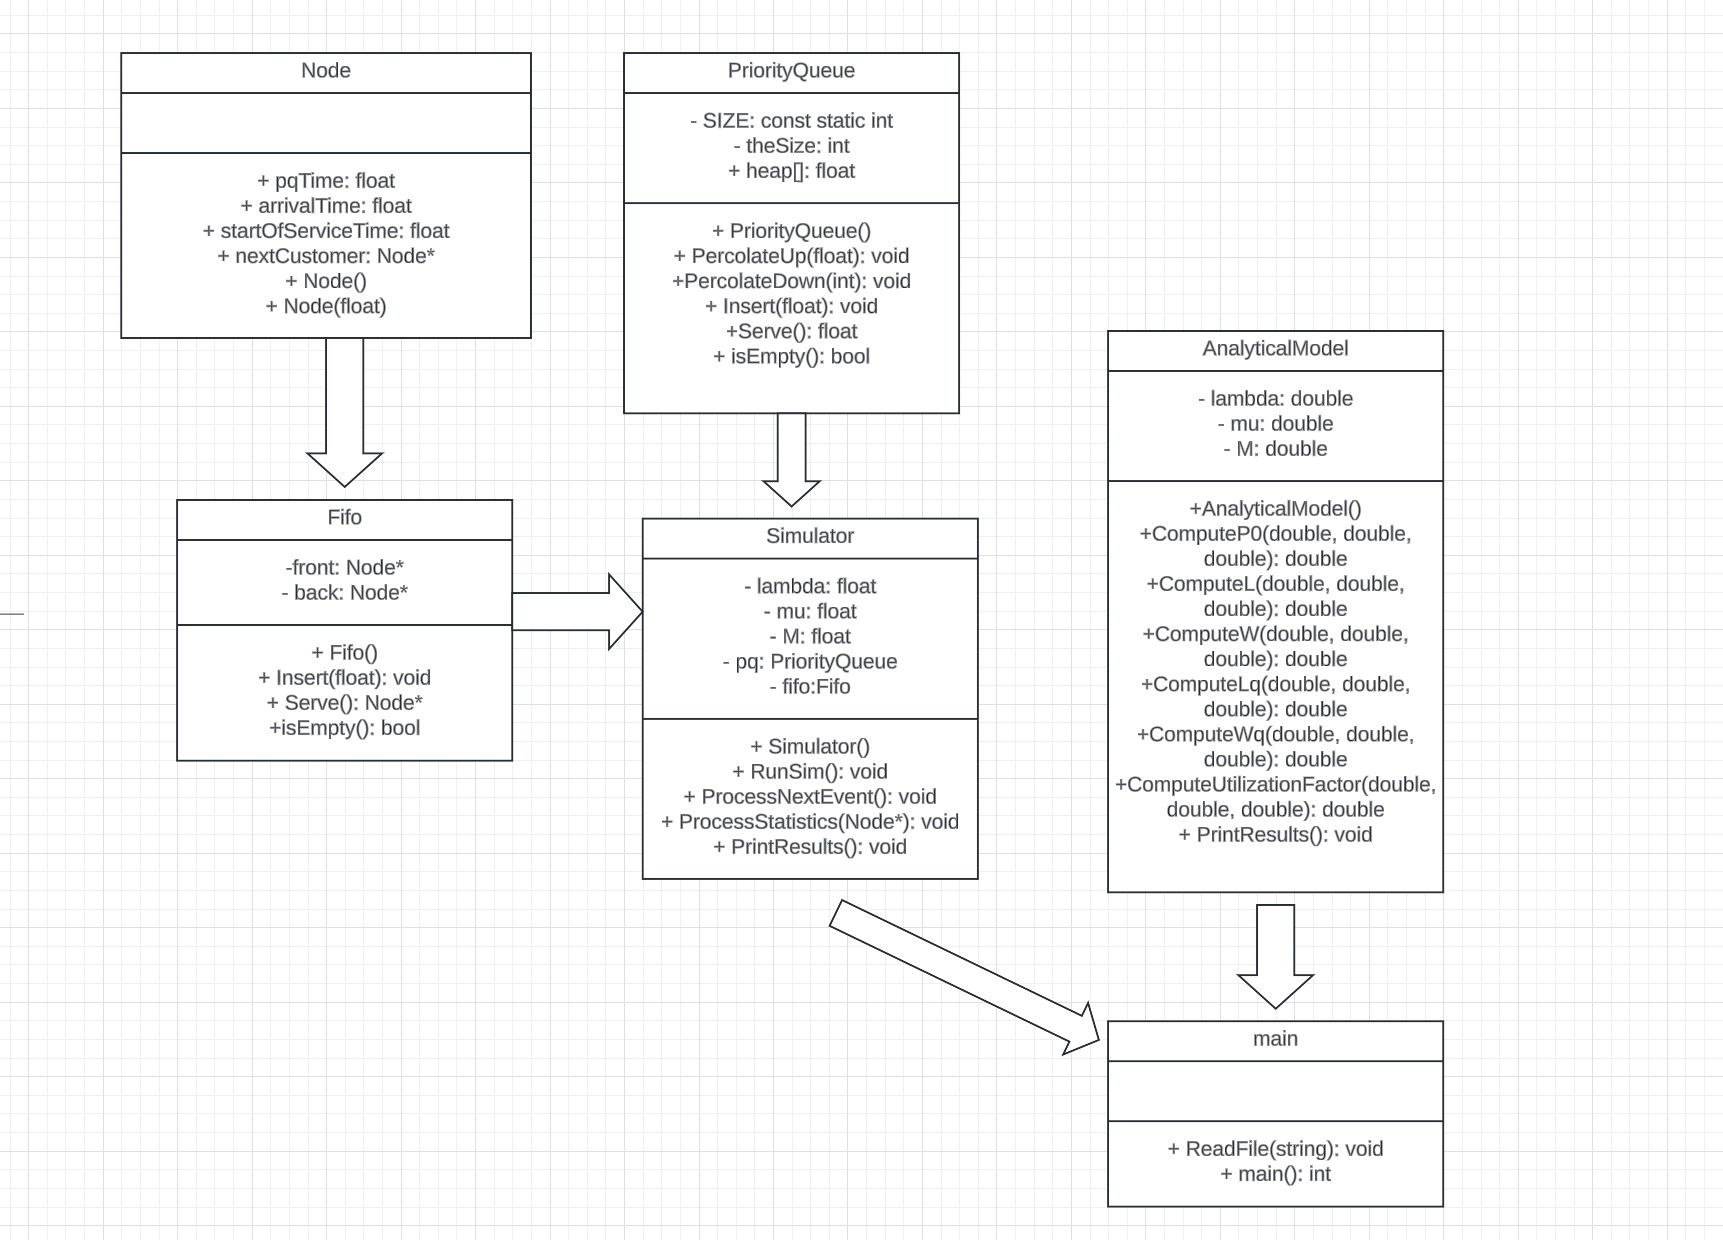 Node
+ pqTime: float
+ arrivalTime: float
+ startOfServiceTime: float
+ nextCustomer: Node*
+ Node()
+ Node(float)
PriorityQueue
- SIZE: const static int
- theSize: int
+ heap[]: float
+ PriorityQueue()
+ PercolateUp(float): void
+PercolateDown(int): void
+ Insert(float): void
+Serve(): float
+ isEmpty(): bool
Fifo
-front: Node*
- back: Node*
+ Fifo()
+ Insert(float): void
+ Serve(): Node*
+isEmpty(): bool
Simulator
- lambda: float
- mu: float
- M: float
- pq: PriorityQueue
- fifo:Fifo
+ Simulator()
+ RunSim(): void
+ ProcessNextEvent(): void
+ ProcessStatistics(Node*): void
+ PrintResults(): void
AnalyticalModel
- lambda: double
- mu: double
- M: double
+AnalyticalModel()
+ComputeP0(double, double,
double): double
+ComputeL(double, double,
double): double
+ComputeW(double, double,
double): double
+ComputeLq(double, double,
double): double
+ComputeWq(double, double,
double): double
+ComputeUtilizationFactor(double,
double, double): double
+ PrintResults(): void
main
+ ReadFile(string): void
+ main(): int